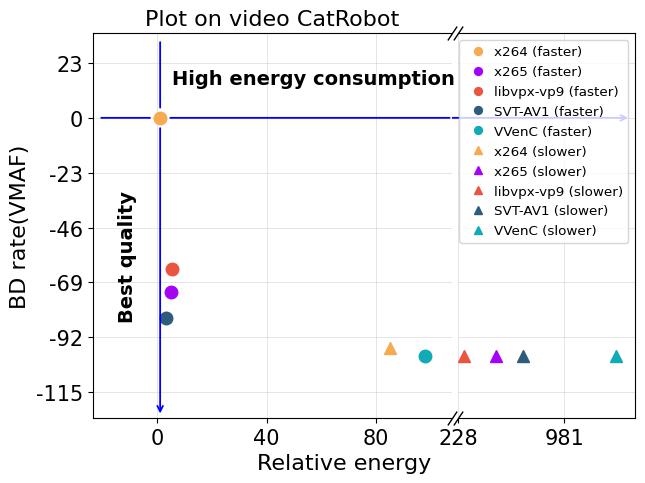 Plot on video CatRobot
High energy consumption
Best quality
x264 (faster)
x265 (faster)
libvpx-vp9 (faster)
SVT-AV1 (faster)
VVenC (faster)
x264 (slower)
x265 (slower)
libvpx-vp9 (slower)
SVT-AV1 (slower)
VVenC (slower)
BD rate(VMAF)
23
0
-23
-46
-69
-92
-115
0 40 80 228 981
Relative energy